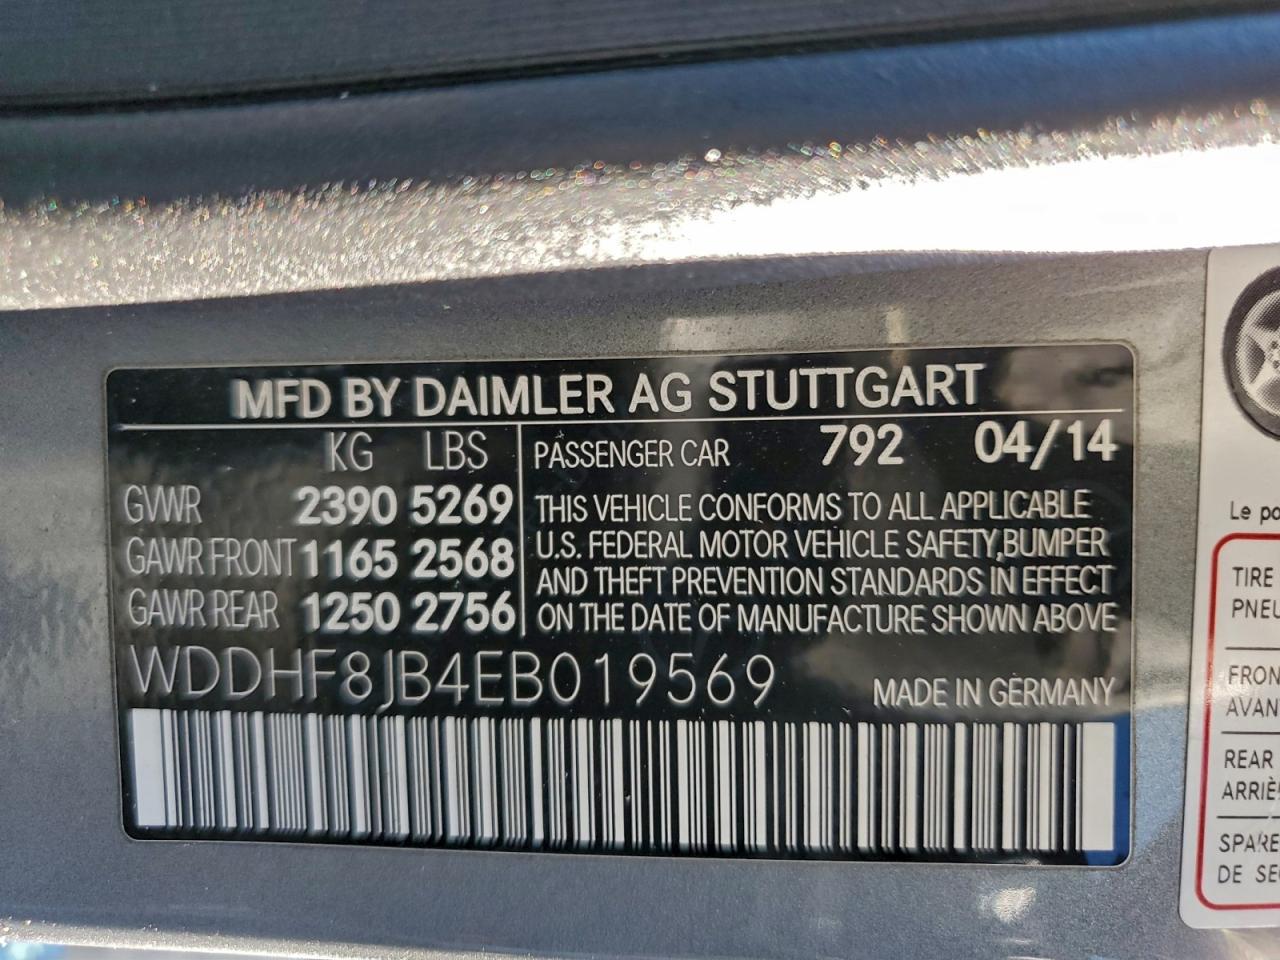 MFD BY DAIMLER AG STUTTGART
KG LBS
GVWR 2390 5269
GAWR FRONT 1165 2568
GAWR REAR 1250 2756
PASSENGER CAR 792 04/14
THIS VEHICLE CONFORMS TO ALL APPLICABLE
U.S. FEDERAL MOTOR VEHICLE SAFETY,BUMPER
AND THEFT PREVENTION STANDARDS IN EFFECT
ON THE DATE OF MANUFACTURE SHOWN ABOVE
WDDHF8JB4EB019569
MADE IN GERMANY
Le
TIRE
FRON
AVAN
REAR
SPARE
DE